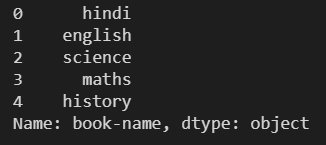 0      hindi
1    english
2    science
3      maths
4    history
Name: book-name, dtype: object